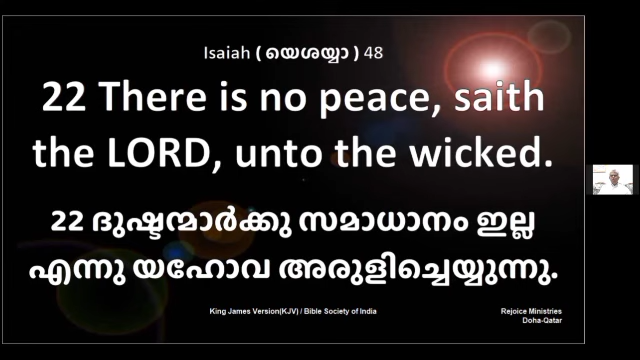 Isaiah ( യെശയ്യാ ) 48
22 There is no peace, saith
the LORD, unto the wicked.
22 ദുഷ്ടന്മാർക്കു സമാധാനം ഇല്ല
എന്നു യഹോവ അരുളിച്ചെയ്യുന്നു.
King James Version(KJV) / Bible Society of India
Rejoice Ministries
Doha-Qatar